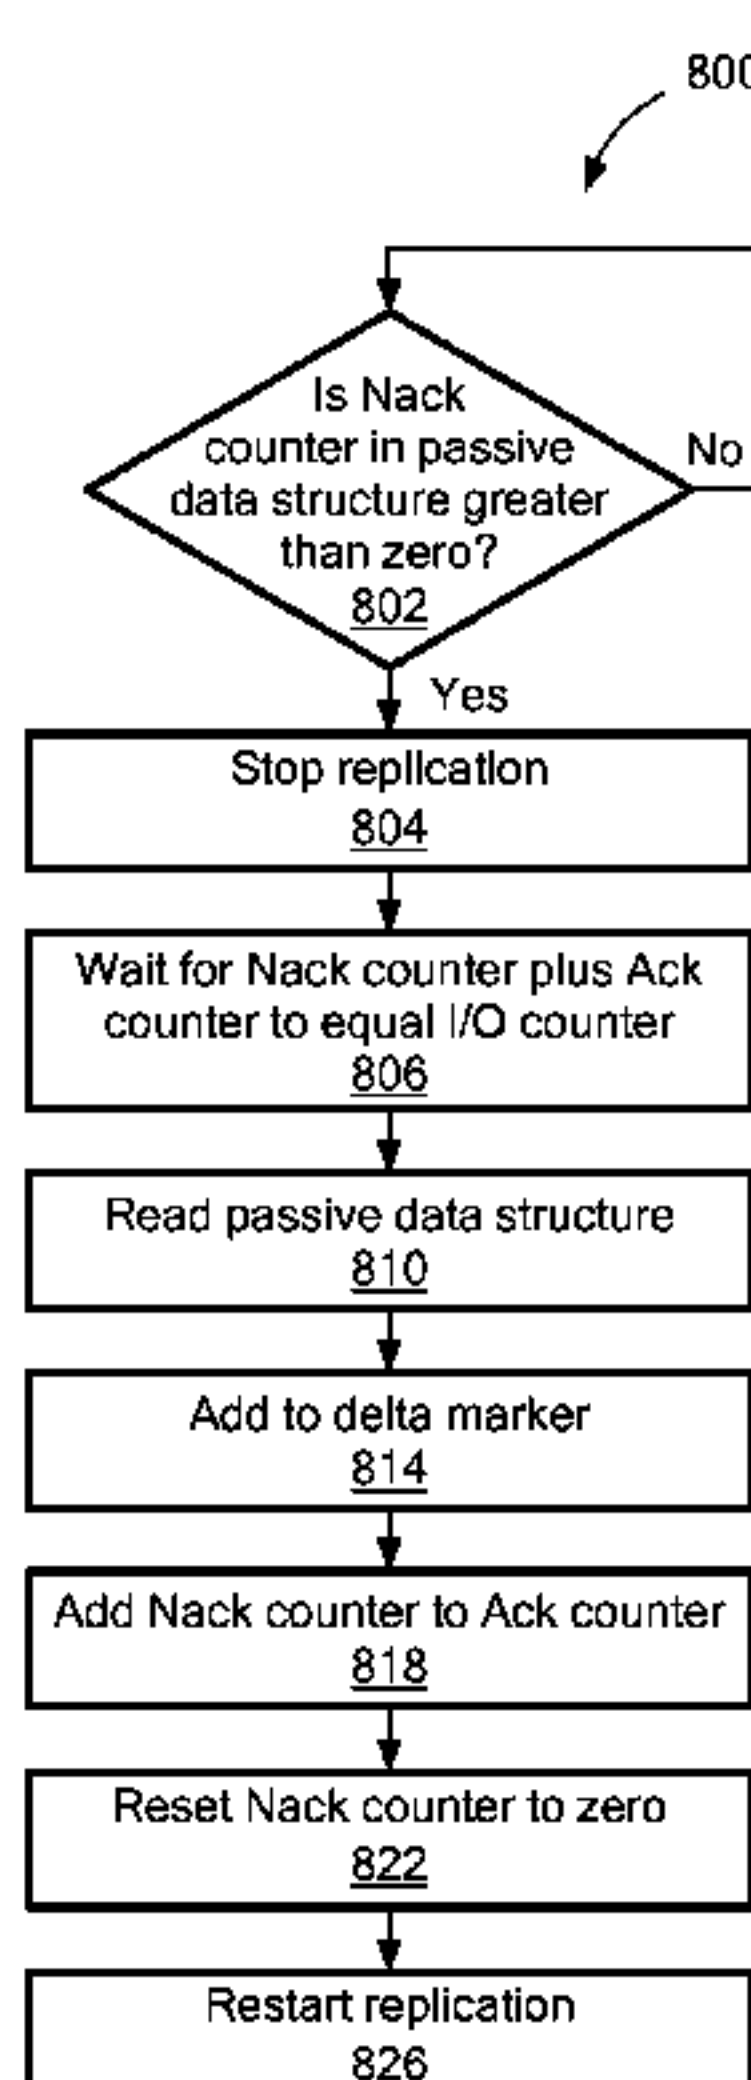 800
Is Nack
counter in passive
data structure greater
than zero?
802
No
Yes
Stop replication
804
Wait for Nack counter plus Ack
counter to equal I/O counter
806
Read passive data structure
810
Add to delta marker
814
Add Nack counter to Ack counter
818
Reset Nack counter to zero
822
Restart replication
826